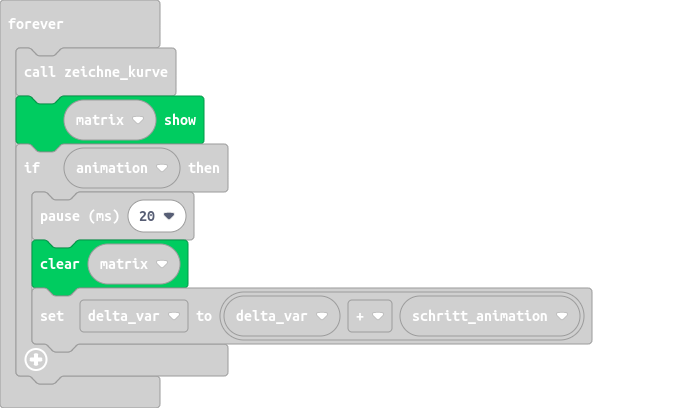 forever
call zeichne_kurve
matrix show
if animation then
pause (ms) 20
clear matrix
set delta_var to delta_var + schritt_animation